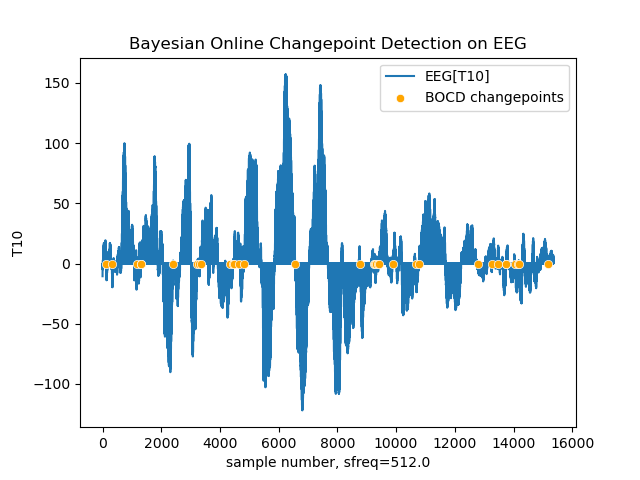 Bayesian Online Changepoint Detection on EEG
EEG[T10]
BOCD changepoints
150
100
50
0
−50
−100
T10
0 2000 4000 6000 8000 10000 12000 14000 16000
sample number, sfreq=512.0